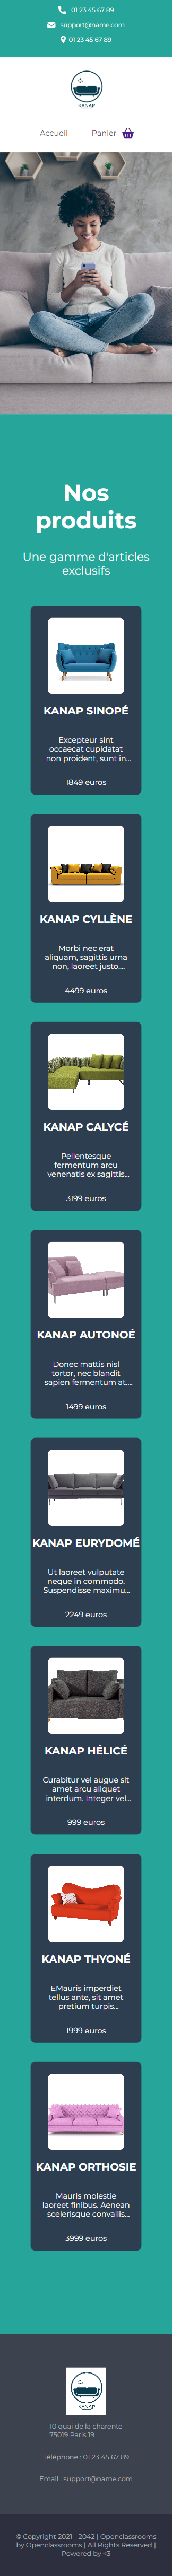 01 23 45 67 89
support@name.com
01 23 45 67 89
KANAP
Accueil Panier
Nos
produits
Une gamme d'articles
exclusifs
KANAP SINOPÉ
Excepteur sint
occaecat cupidatat
non proident, sunt in...
1849 euros
KANAP CYLLÈNE
Morbi nec erat
aliquam, sagittis urna
non, laoreet justo....
4499 euros
KANAP CALYCÉ
Pellentesque
fermentum arcu
venenatis ex sagittis...
3199 euros
KANAP AUTONOÉ
Donec mattis nisl
tortor, nec blandit
sapien fermentum at....
1499 euros
KANAP EURYDOMÉ
Ut laoreet vulputate
neque in commodo.
Suspendisse maximu...
2249 euros
KANAP HÉLICÉ
Curabitur vel augue sit
amet arcu aliquet
interdum. Integer vel...
999 euros
KANAP THYONÉ
EMauris imperdiet
tellus ante, sit amet
pretium turpis...
1999 euros
KANAP ORTHOSIE
Mauris molestie
laoreet finibus. Aenean
scelerisque convallis...
3999 euros
KANAP
10 quai de la charente
75019 Paris 19
Téléphone : 01 23 45 67 89
Email : support@name.com
© Copyright 2021 - 2042 | Openclassrooms
by Openclassrooms | All Rights Reserved |
Powered by <3